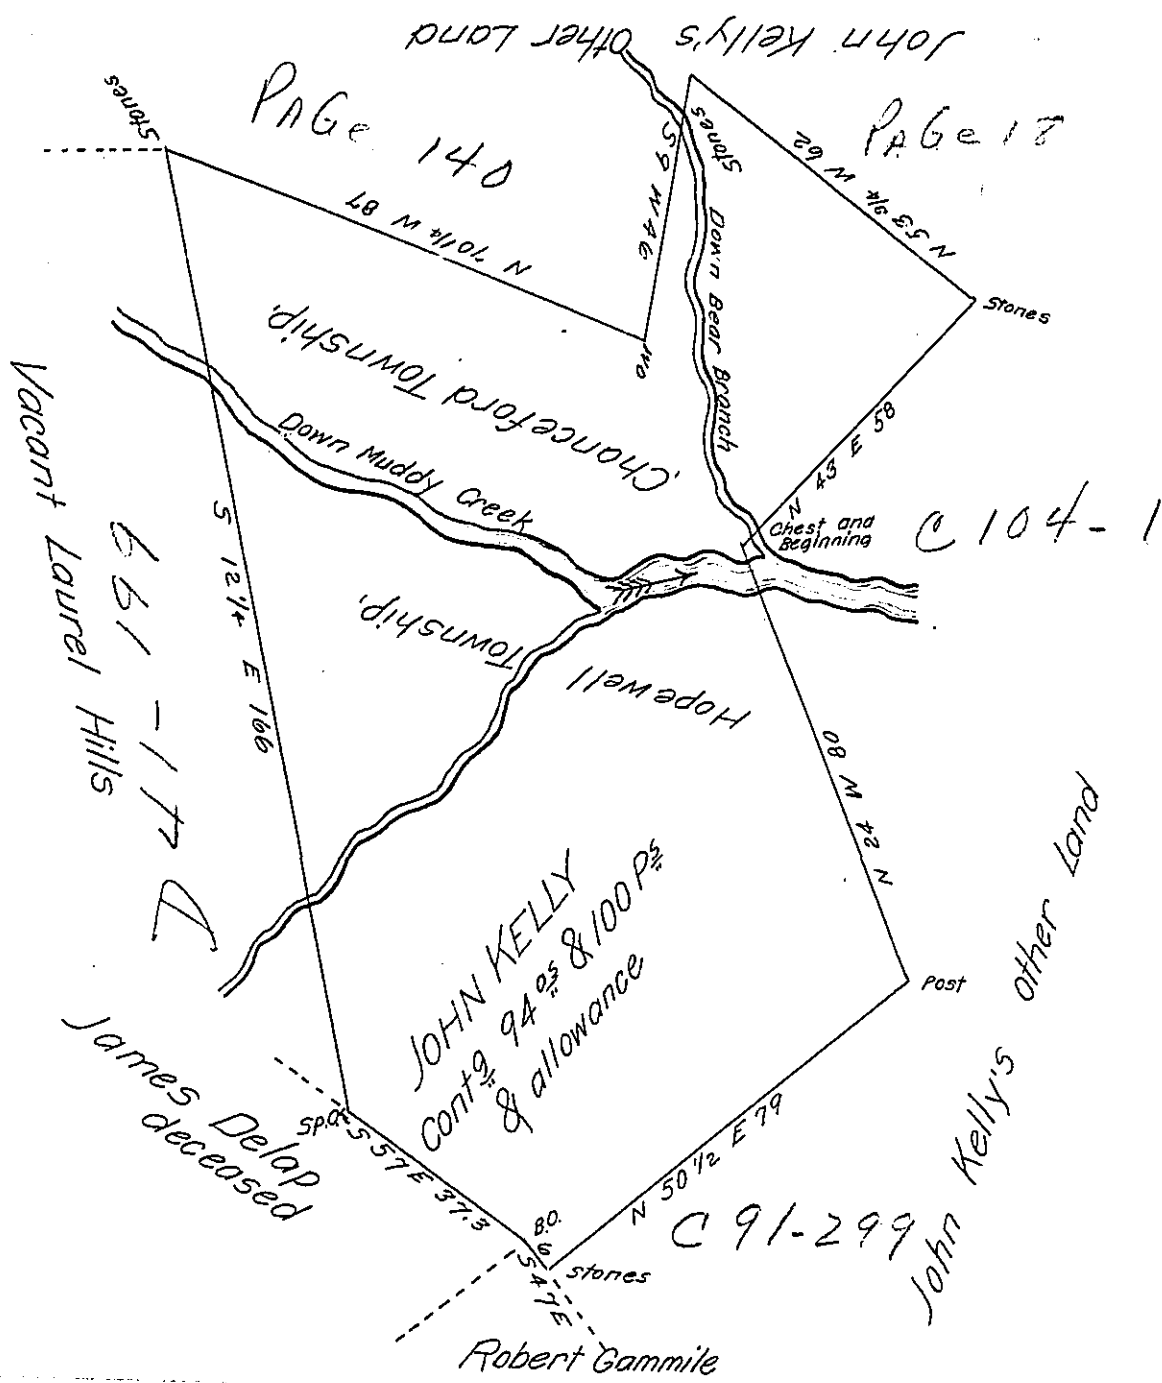 John Kelly's other Land
PAGE 140
PAGE 18
Stones
Stones
N 53 3/4 W 62
S 9 W 46
N 70 1/4 W 87
Stones
WO
Down Bear Branch
N 43 E 58
Chest and
Beginning
C 104-1
Chanceford Township.
Down Muddy Creek
Hopewell
Township.
Vacant Laurel Hills
S 12 1/4 E 166
N 24 W 80
Post
John Kelly's other Land
JOHN KELLY
Contg 94 as & 100 Ps
& allowance
James Delap
deceased
Sp.O.
S 57 E 37.3
B.O.
6
S 47 E
Stones
N 50 1/2 E 79
C 91-299
Robert Gammile